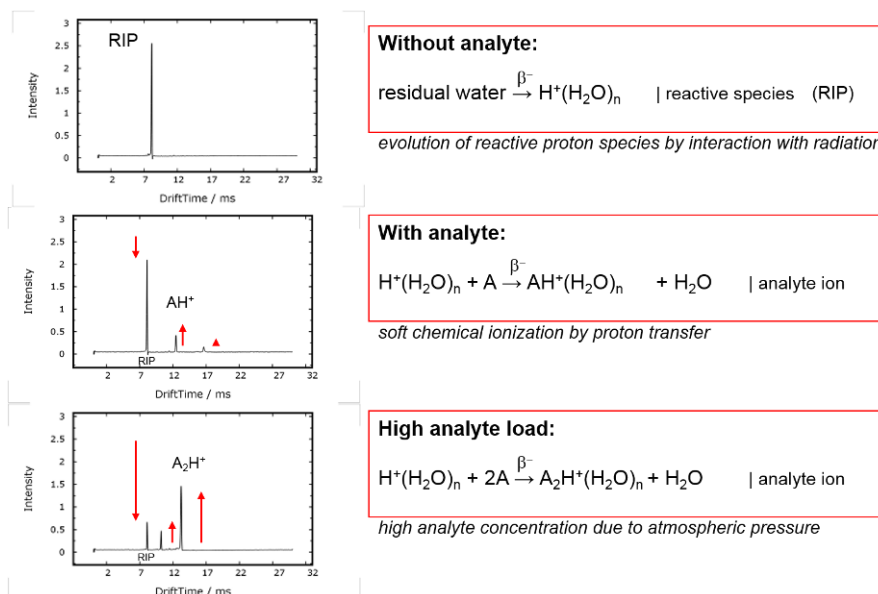 3
2.5
2
1.5
1
0.5
0
Intensity
RIP
2 7 12 17 22 27 32
DriftTime / ms
Without analyte:
residual water β⁻→ H⁺(H₂O)ₙ | reactive species (RIP)
evolution of reactive proton species by interaction with radiation
3
2.5
2
1.5
1
0.5
0
Intensity
AH⁺
RIP
2 7 12 17 22 27 32
DriftTime / ms
With analyte:
H⁺(H₂O)ₙ + A β⁻→ AH⁺(H₂O)ₙ + H₂O | analyte ion
soft chemical ionization by proton transfer
3
2.5
2
1.5
1
0.5
0
Intensity
A₂H⁺
RIP
2 7 12 17 22 27 32
DriftTime / ms
High analyte load:
H⁺(H₂O)ₙ + 2A β⁻→ A₂H⁺(H₂O)ₙ + H₂O | analyte ion
high analyte concentration due to atmospheric pressure